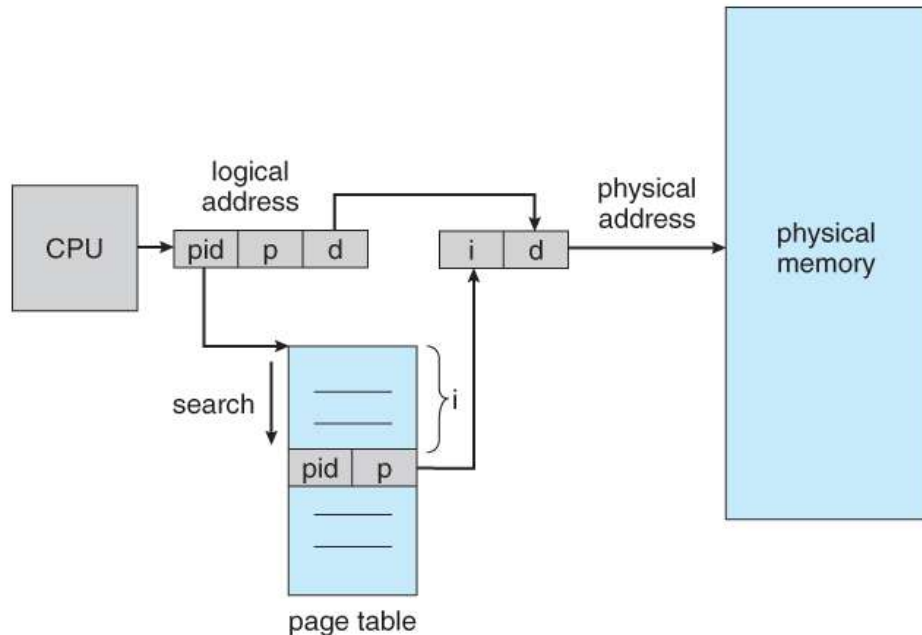 logical
address
physical
address
CPU
pid p d
i d
physical
memory
search
i
pid p
page table